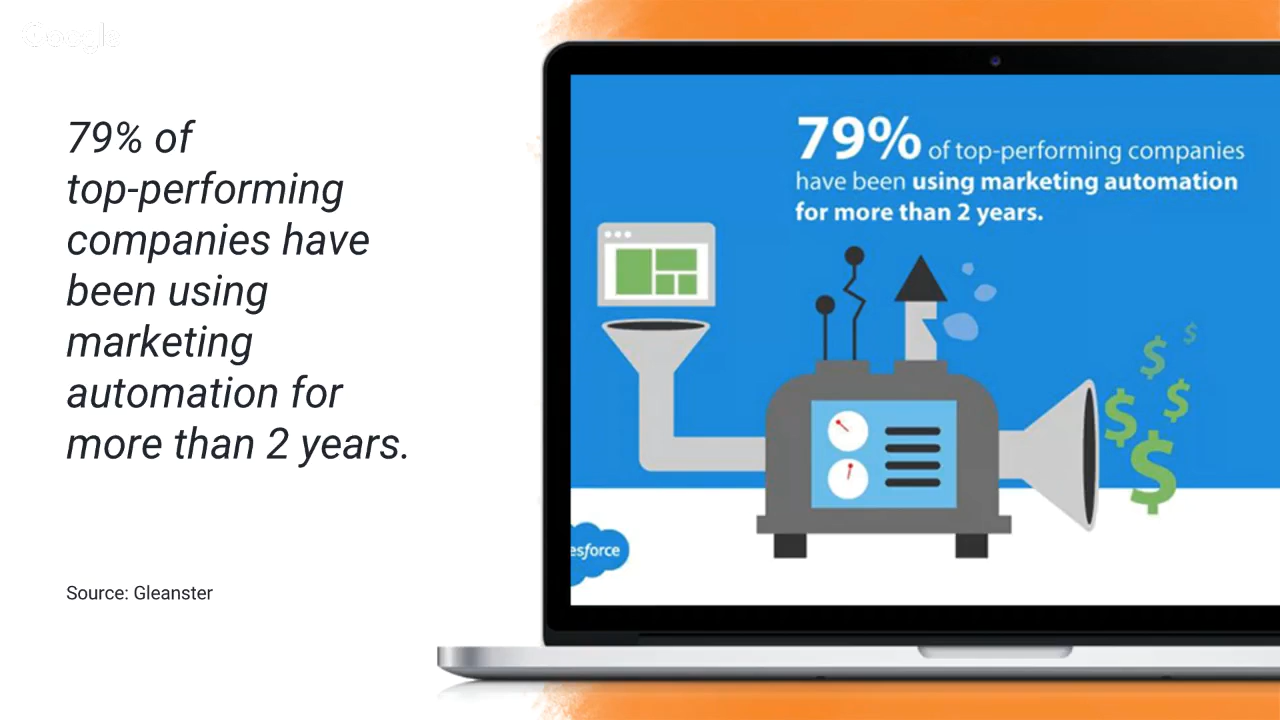 Google
79% of
top-performing
companies have
been using
marketing
automation for
more than 2 years.
Source: Gleanster
79% of top-performing companies
have been using marketing automation
for more than 2 years.
esforce
$
$
$
$
$